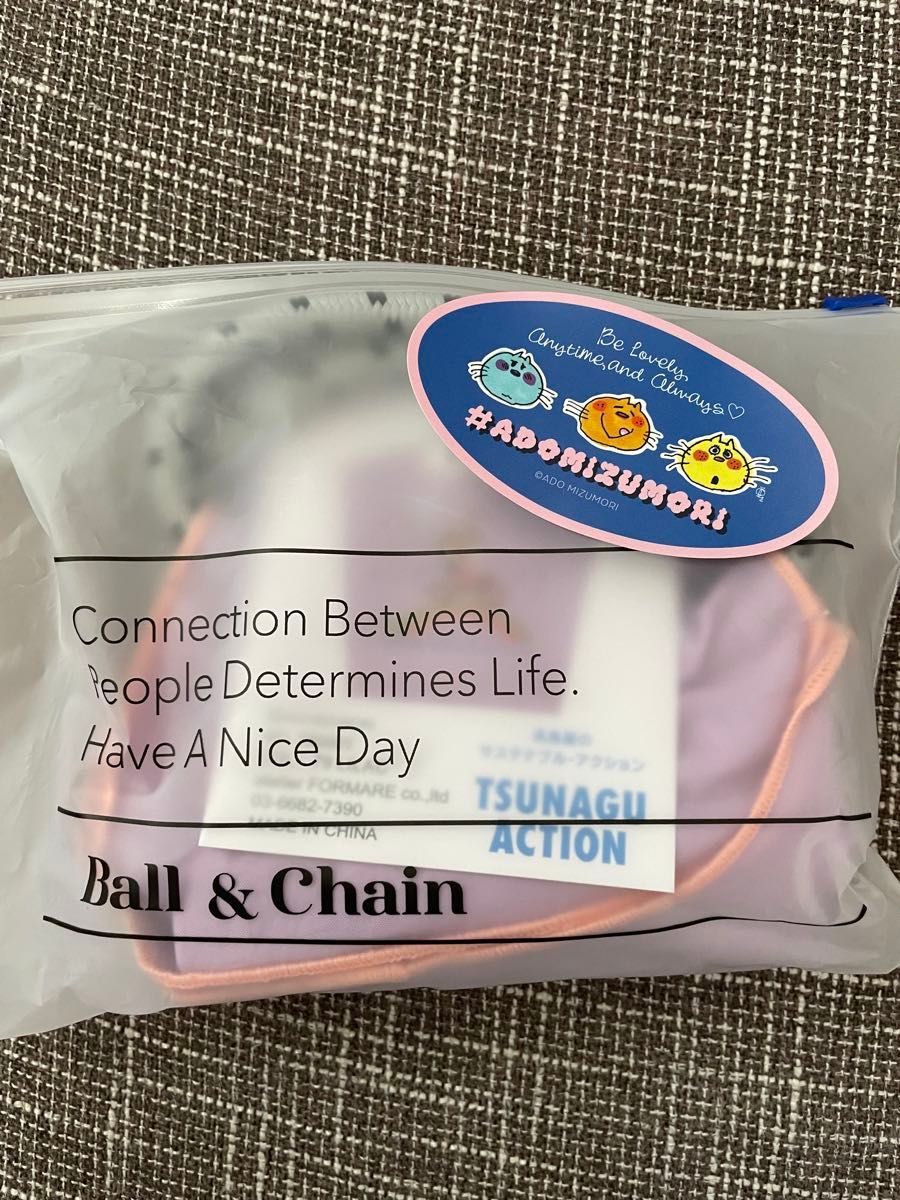 Be Lovely,
anytime, and always♡
#ADOMIZUMORI
©ADO MIZUMORI
Connection Between
People Determines Life.
Have A Nice Day
サステナブル・アクション
TSUNAGU
ACTION
FORMARE co.,ltd
03-6682-7390
MADE IN CHINA
Ball & Chain